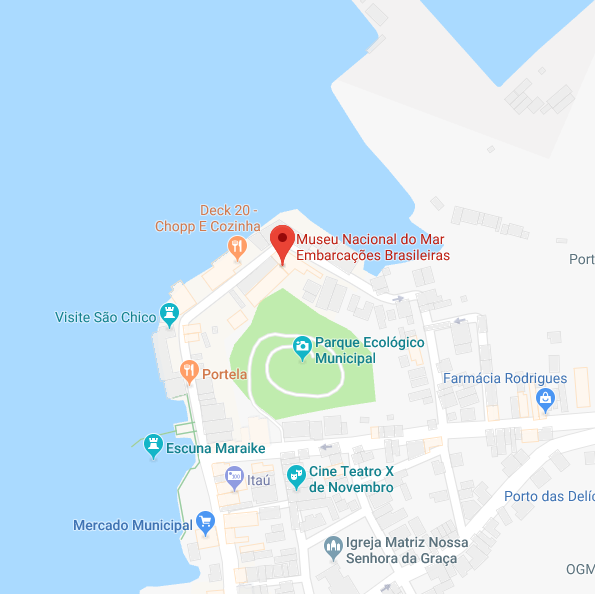 Deck 20 -
Chopp E Cozinha
Museu Nacional do Mar
Embarcações Brasileiras
Port
Visite São Chico
Parque Ecológico
Municipal
Portela
Farmácia Rodrigues
Escuna Maraike
Itaú
Cine Teatro X
de Novembro
Porto das Delíc
Mercado Municipal
Igreja Matriz Nossa
Senhora da Graça
OGM